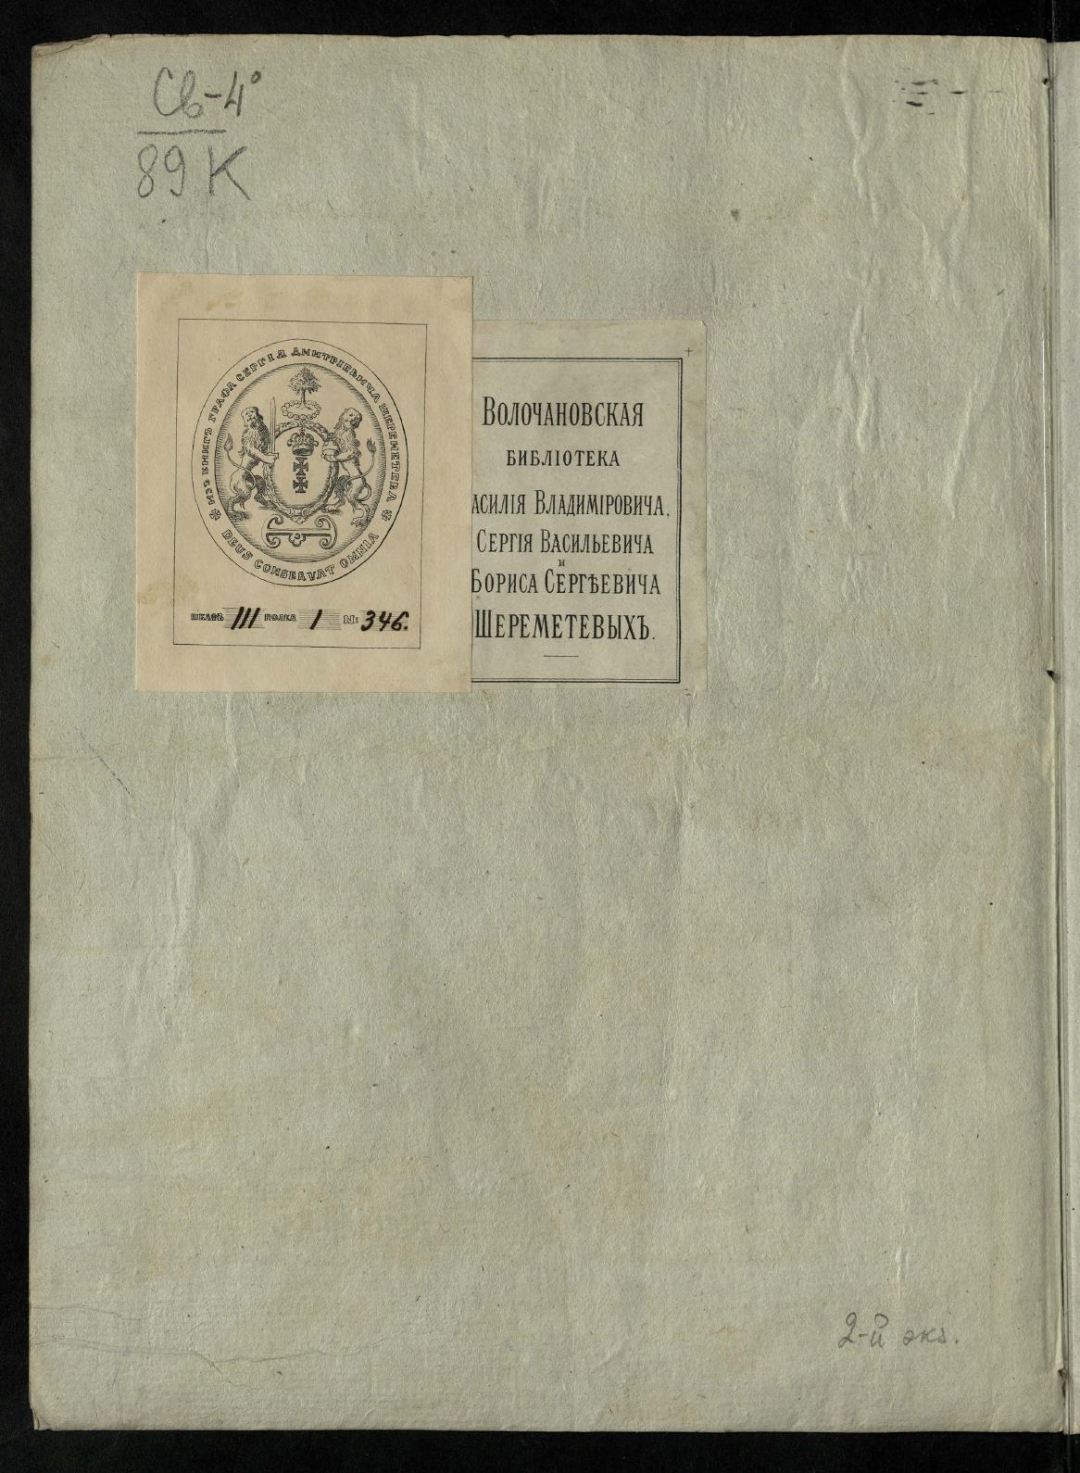 Св-4°
89 К
ИЗЪ КНИГЪ ГРАФА СЕРГІЯ ДМИТРІЕВИЧА ШЕРЕМЕТЕВА
DEUS CONSERVAT OMNIA
ШКАФЪ III ПОЛКА 1 №: 346.
ВОЛОЧАНОВСКАЯ
БИБЛІОТЕКА
АСИЛІЯ ВЛАДИМІРОВИЧА,
СЕРГІЯ ВАСИЛЬЕВИЧА
И
БОРИСА СЕРГѢЕВИЧА
ШЕРЕМЕТЕВЫХЪ.
2-й экз.